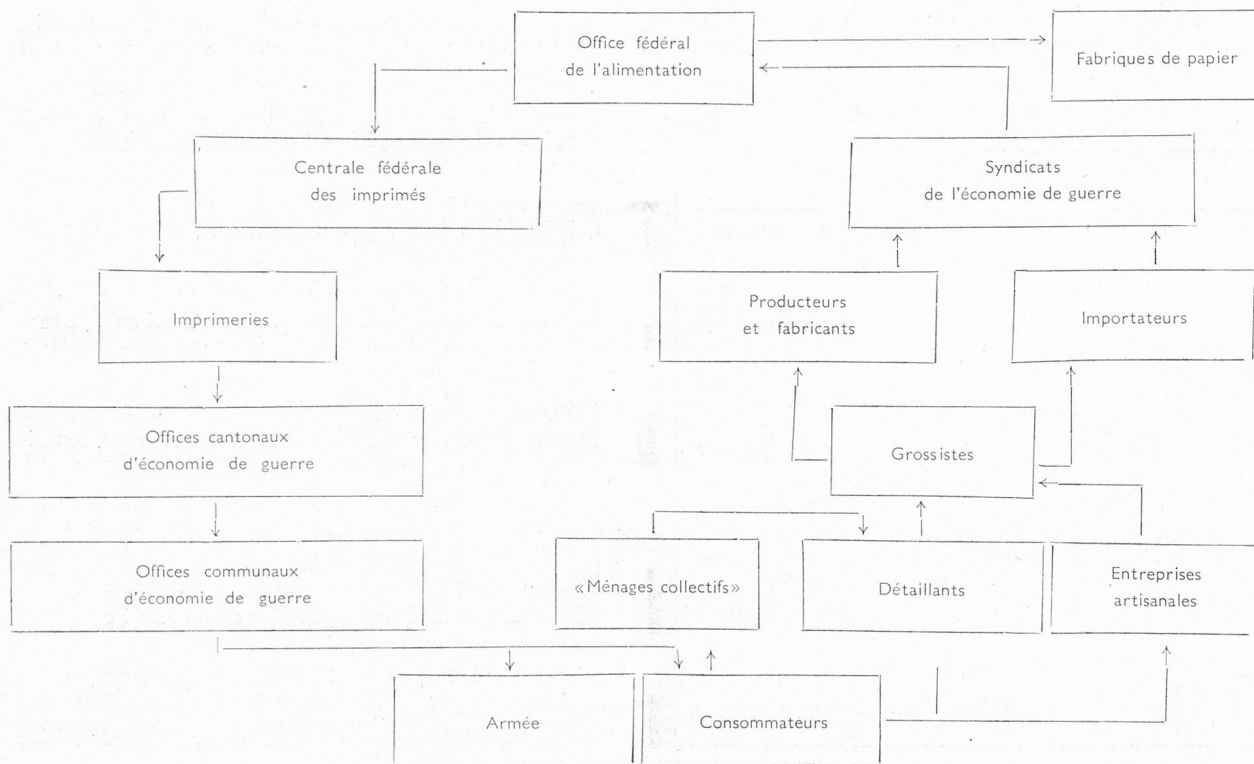 Office fédéral
de l'alimentation
Fabriques de papier
Centrale fédérale
des imprimés
Syndicats
de l'économie de guerre
Imprimeries
Producteurs
et fabricants
Importateurs
Offices cantonaux
d'économie de guerre
Grossistes
Offices communaux
d'économie de guerre
«Ménages collectifs»
Détaillants
Entreprises
artisanales
Armée
Consommateurs